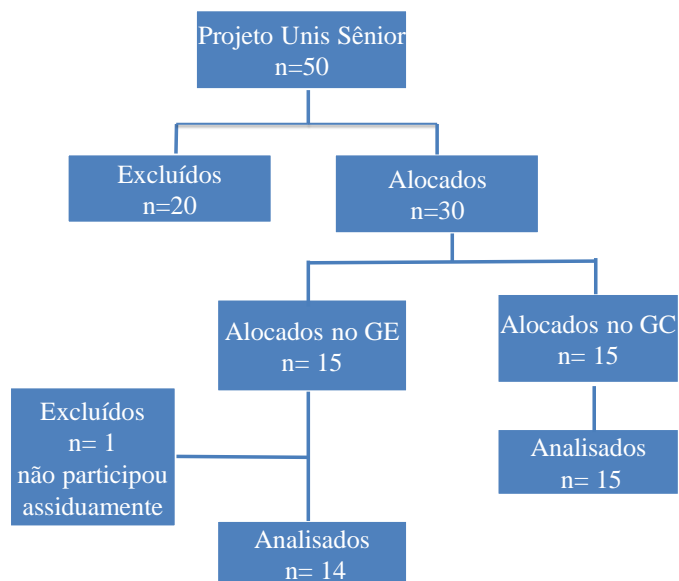 Projeto Unis Sênior
n=50
Excluídos
n=20
Alocados
n=30
Alocados no GE
n= 15
Alocados no GC
n= 15
Excluídos
n= 1
não participou
assiduamente
Analisados
n= 15
Analisados
n= 14